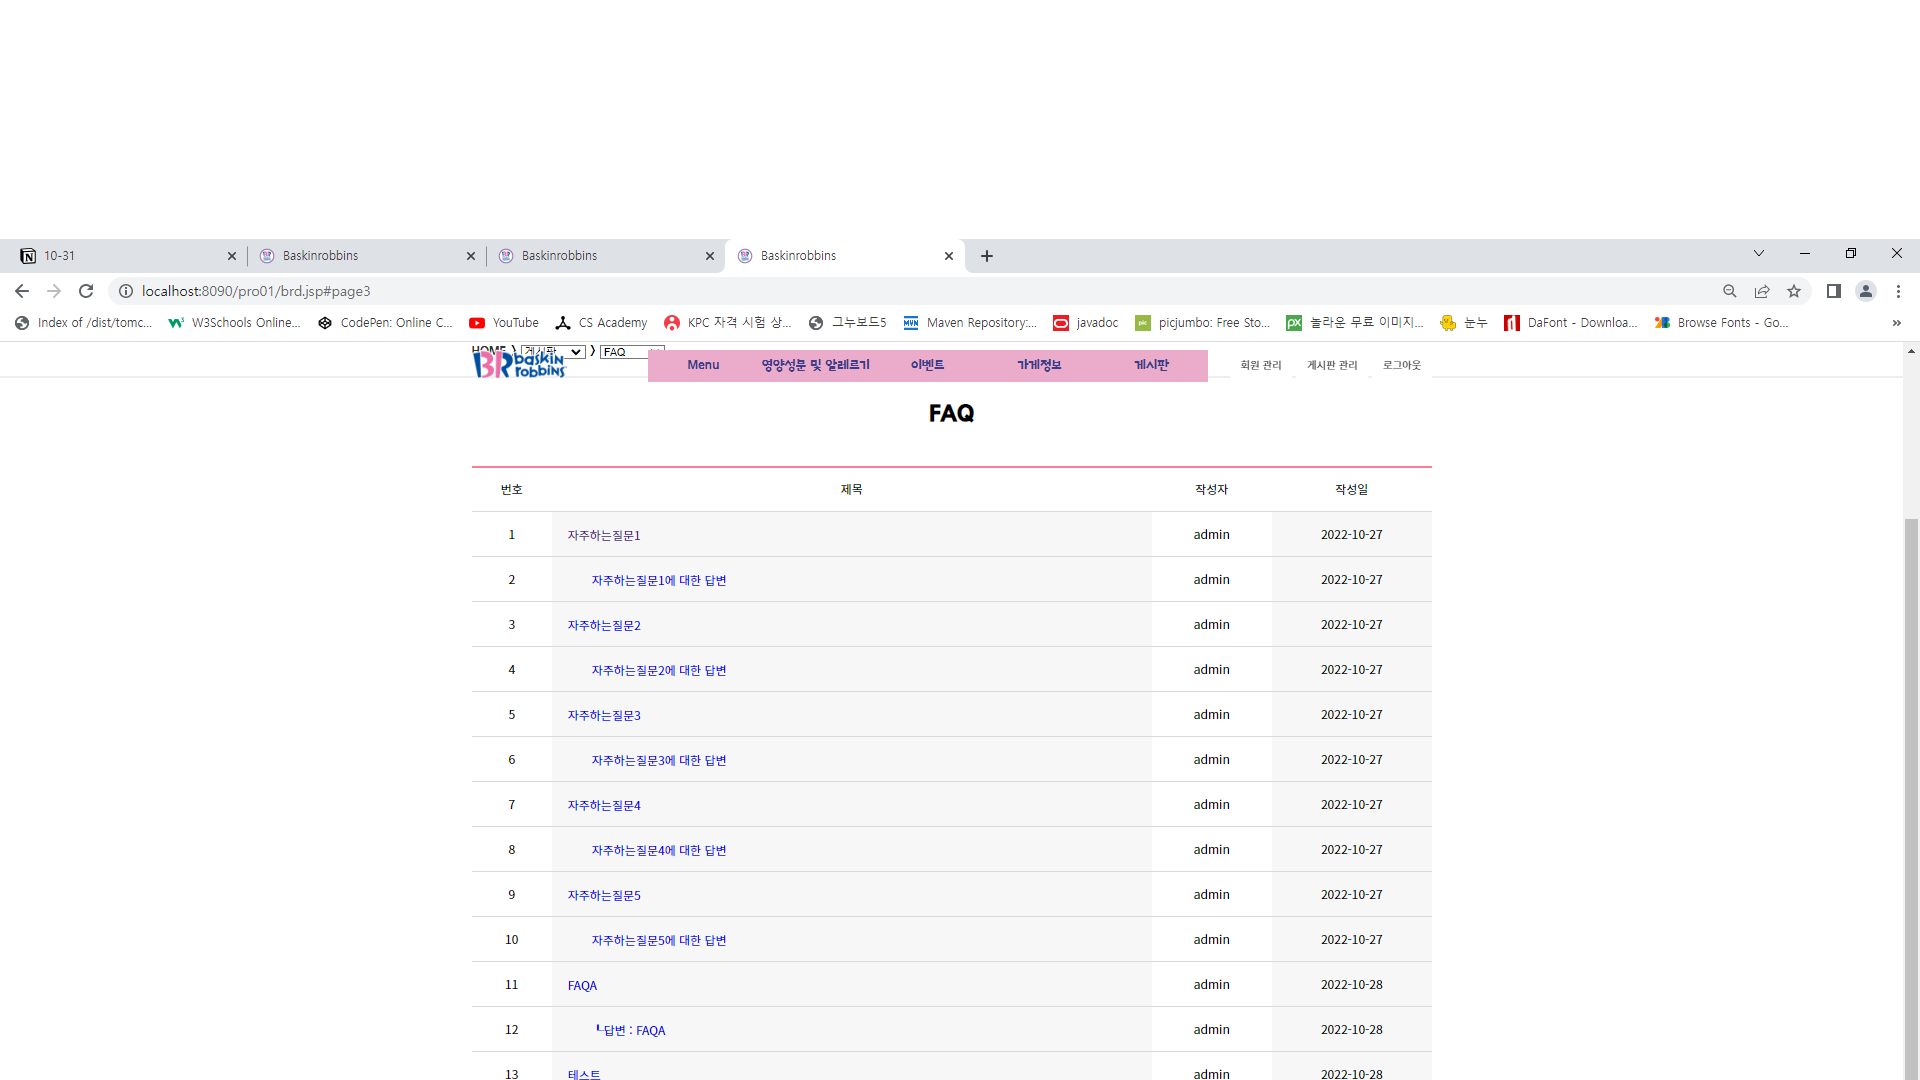 10-31 Baskinrobbins Baskinrobbins Baskinrobbins
localhost:8090/pro01/brd.jsp#page3
Index of /dist/tomc... W3Schools Online... CodePen: Online C... YouTube CS Academy KPC 자격 시험 상... 그누보드5 Maven Repository:... javadoc picjumbo: Free Sto... 놀라운 무료 이미지... 눈누 DaFont - Downloa... Browse Fonts - Go... »
HOME 〉 게시판 〉 FAQ
BR baskin robbins Menu 영양성분 및 알레르기 이벤트 가게정보 게시판 회원 관리 게시판 관리 로그아웃
FAQ
번호 제목 작성자 작성일
1 자주하는질문1 admin 2022-10-27
2 자주하는질문1에 대한 답변 admin 2022-10-27
3 자주하는질문2 admin 2022-10-27
4 자주하는질문2에 대한 답변 admin 2022-10-27
5 자주하는질문3 admin 2022-10-27
6 자주하는질문3에 대한 답변 admin 2022-10-27
7 자주하는질문4 admin 2022-10-27
8 자주하는질문4에 대한 답변 admin 2022-10-27
9 자주하는질문5 admin 2022-10-27
10 자주하는질문5에 대한 답변 admin 2022-10-27
11 FAQA admin 2022-10-28
12 ┗답변 : FAQA admin 2022-10-28
13 테스트 admin 2022-10-28